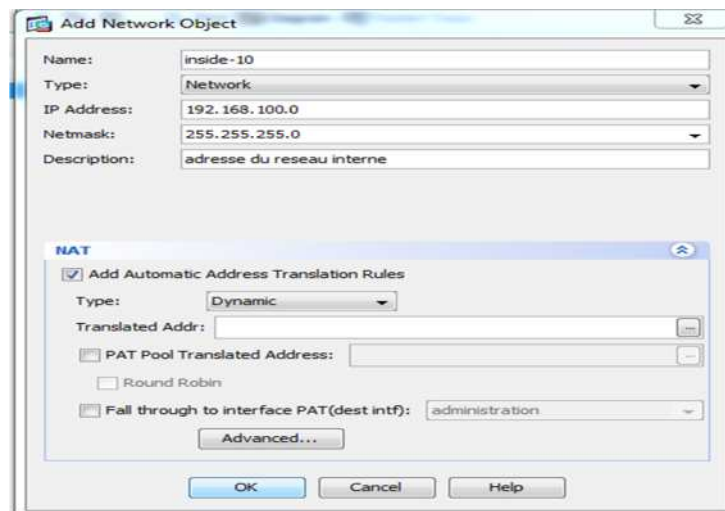 Add Network Object
Name: inside-10
Type: Network
IP Address: 192.168.100.0
Netmask: 255.255.255.0
Description: adresse du reseau interne
NAT
Add Automatic Address Translation Rules
Type: Dynamic
Translated Addr:
PAT Pool Translated Address:
Round Robin
Fall through to interface PAT(dest intf): administration
Advanced...
OK Cancel Help